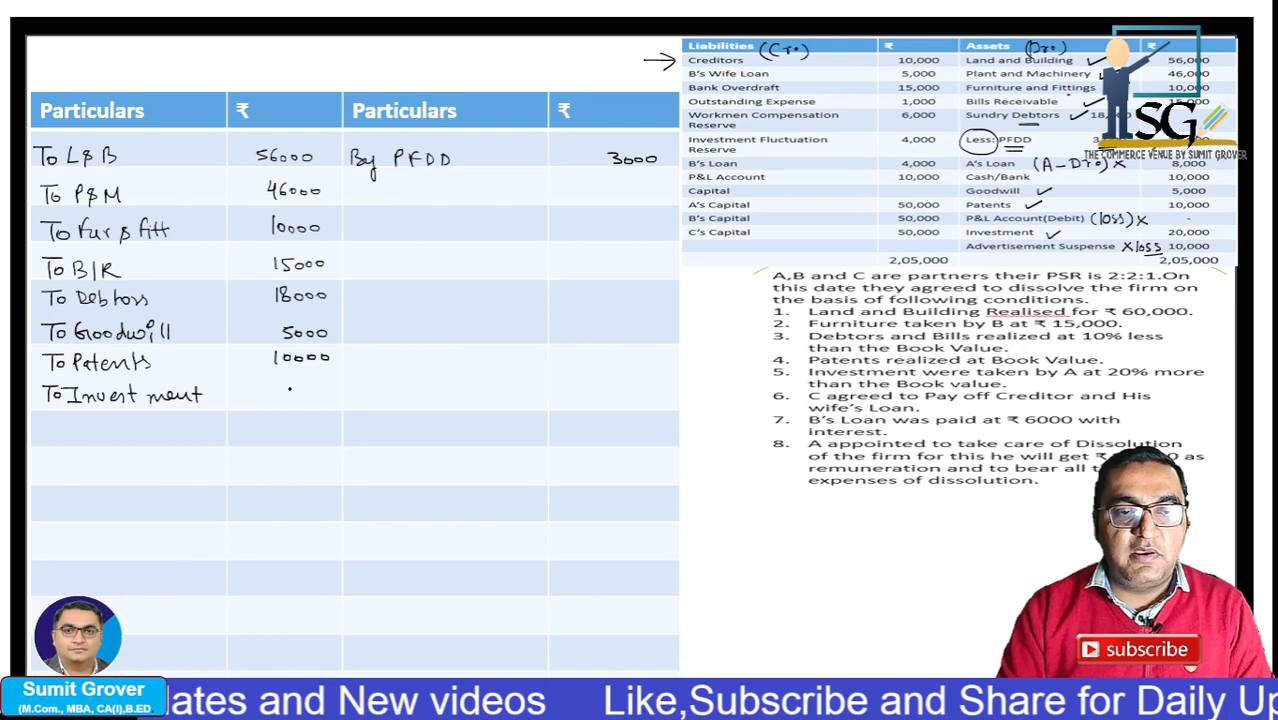 Particulars ₹ Particulars ₹
To L & B 56000 By PFDD 3000
To P & M 46000
To Fur & fitt 10000
To B/R 15000
To Debtors 18000
To Goodwill 5000
To Patents 10000
To Invest ment
Liabilities (Cr.) ₹ Assets (Dr.) ₹
Creditors 10,000 Land and Building 56,000
B's Wife Loan 5,000 Plant and Machinery 46,000
Bank Overdraft 15,000 Furniture and Fittings 10,000
Outstanding Expense 1,000 Bills Receivable 15,000
Workmen Compensation Reserve 6,000 Sundry Debtors
Investment Fluctuation Reserve 4,000 Less: PFDD
B's Loan 4,000 A's Loan (A - Dr.) x 8,000
P&L Account 10,000 Cash/Bank 10,000
Capital Goodwill 5,000
A's Capital 50,000 Patents 10,000
B's Capital 50,000 P&L Account(Debit) (loss) x -
C's Capital 50,000 Investment 20,000
Advertisement Suspense x loss 10,000
2,05,000 2,05,000
SG
THE COMMERCE VENUE BY SUMIT GROVER
A,B and C are partners their PSR is 2:2:1.On
this date they agreed to dissolve the firm on
the basis of following conditions.
1. Land and Building Realised for ₹ 60,000.
2. Furniture taken by B at ₹ 15,000.
3. Debtors and Bills realized at 10% less
than the Book Value.
4. Patents realized at Book Value.
5. Investment were taken by A at 20% more
than the Book value.
6. C agreed to Pay off Creditor and His
wife's Loan.
7. B's Loan was paid at ₹ 6000 with
interest.
8. A appointed to take care of Dissolution
of the firm for this he will get ₹ as
remuneration and to bear all
expenses of dissolution.
subscribe
Sumit Grover
(M.Com., MBA, CA(I),B.ED
dates and New videos Like,Subscribe and Share for Daily Up